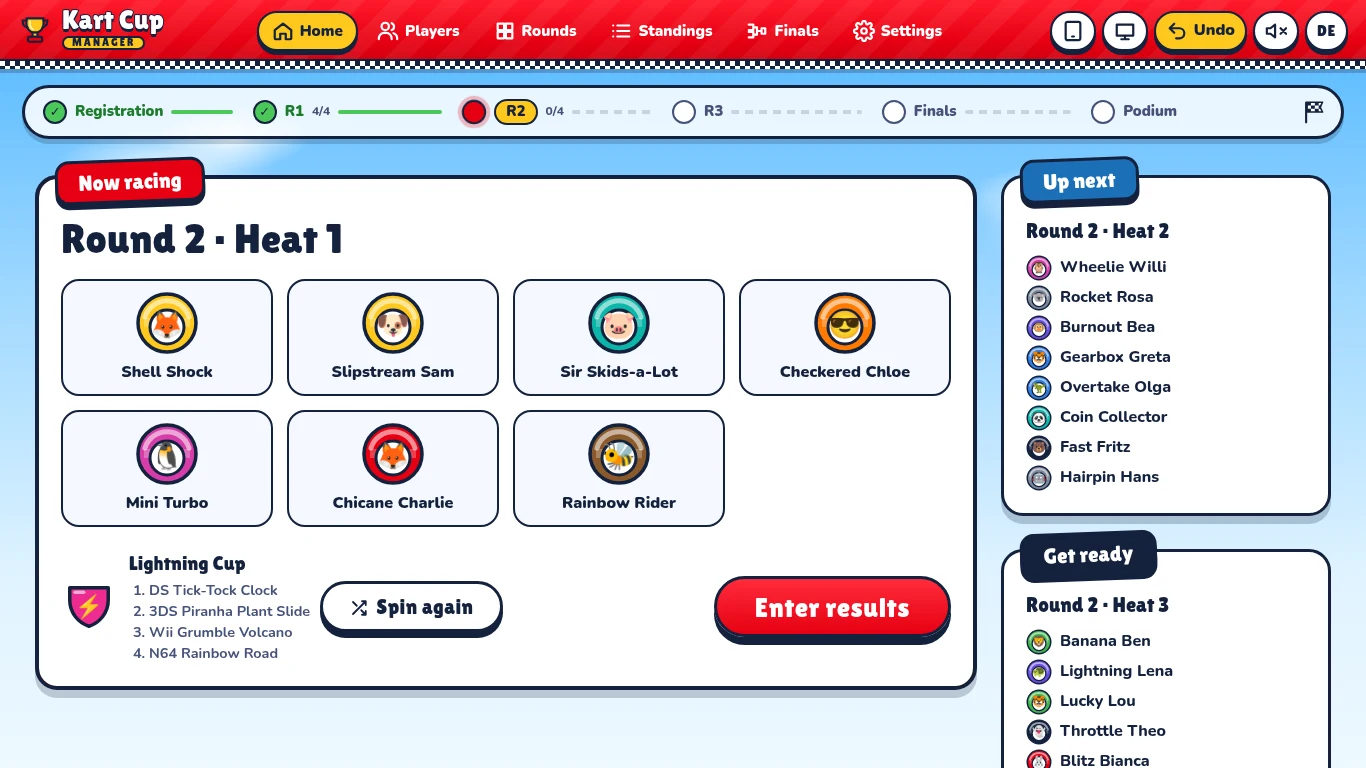 Kart Cup
MANAGER
Home
Players
Rounds
Standings
Finals
Settings
Undo
DE
Registration
R1 4/4
R2 0/4
R3
Finals
Podium
Now racing
Round 2 · Heat 1
Shell Shock
Slipstream Sam
Sir Skids-a-Lot
Checkered Chloe
Mini Turbo
Chicane Charlie
Rainbow Rider
Lightning Cup
1. DS Tick-Tock Clock
2. 3DS Piranha Plant Slide
3. Wii Grumble Volcano
4. N64 Rainbow Road
Spin again
Enter results
Up next
Round 2 · Heat 2
Wheelie Willi
Rocket Rosa
Burnout Bea
Gearbox Greta
Overtake Olga
Coin Collector
Fast Fritz
Hairpin Hans
Get ready
Round 2 · Heat 3
Banana Ben
Lightning Lena
Lucky Lou
Throttle Theo
Blitz Bianca